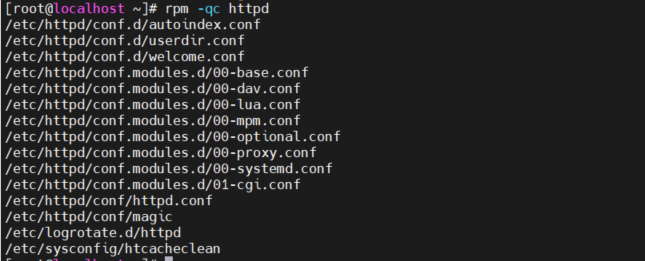 [root@localhost ~]# rpm -qc httpd
/etc/httpd/conf.d/autoindex.conf
/etc/httpd/conf.d/userdir.conf
/etc/httpd/conf.d/welcome.conf
/etc/httpd/conf.modules.d/00-base.conf
/etc/httpd/conf.modules.d/00-dav.conf
/etc/httpd/conf.modules.d/00-lua.conf
/etc/httpd/conf.modules.d/00-mpm.conf
/etc/httpd/conf.modules.d/00-optional.conf
/etc/httpd/conf.modules.d/00-proxy.conf
/etc/httpd/conf.modules.d/00-systemd.conf
/etc/httpd/conf.modules.d/01-cgi.conf
/etc/httpd/conf/httpd.conf
/etc/httpd/conf/magic
/etc/logrotate.d/httpd
/etc/sysconfig/htcacheclean